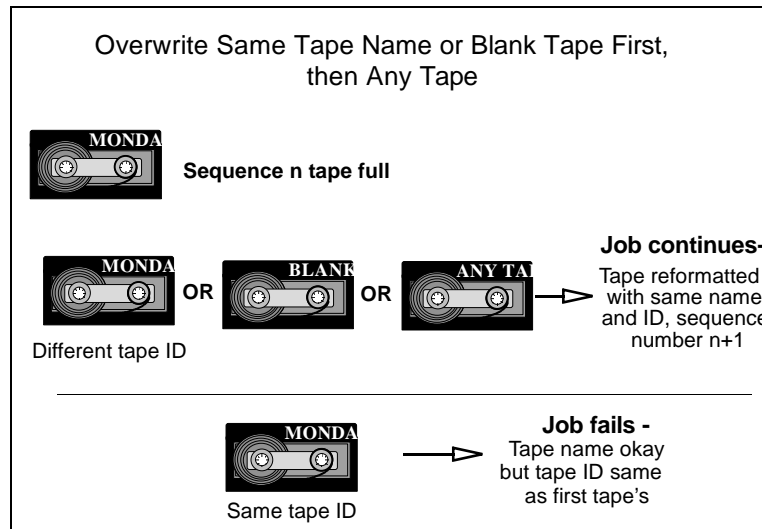 Overwrite Same Tape Name or Blank Tape First,
then Any Tape
MONDA
Sequence n tape full
MONDA
OR
BLANK
OR
ANY TAI
Job continues-
Tape reformatted
with same name
and ID, sequence
number n+1
Different tape ID
MONDA
Job fails -
Tape name okay
but tape ID same
as first tape's
Same tape ID